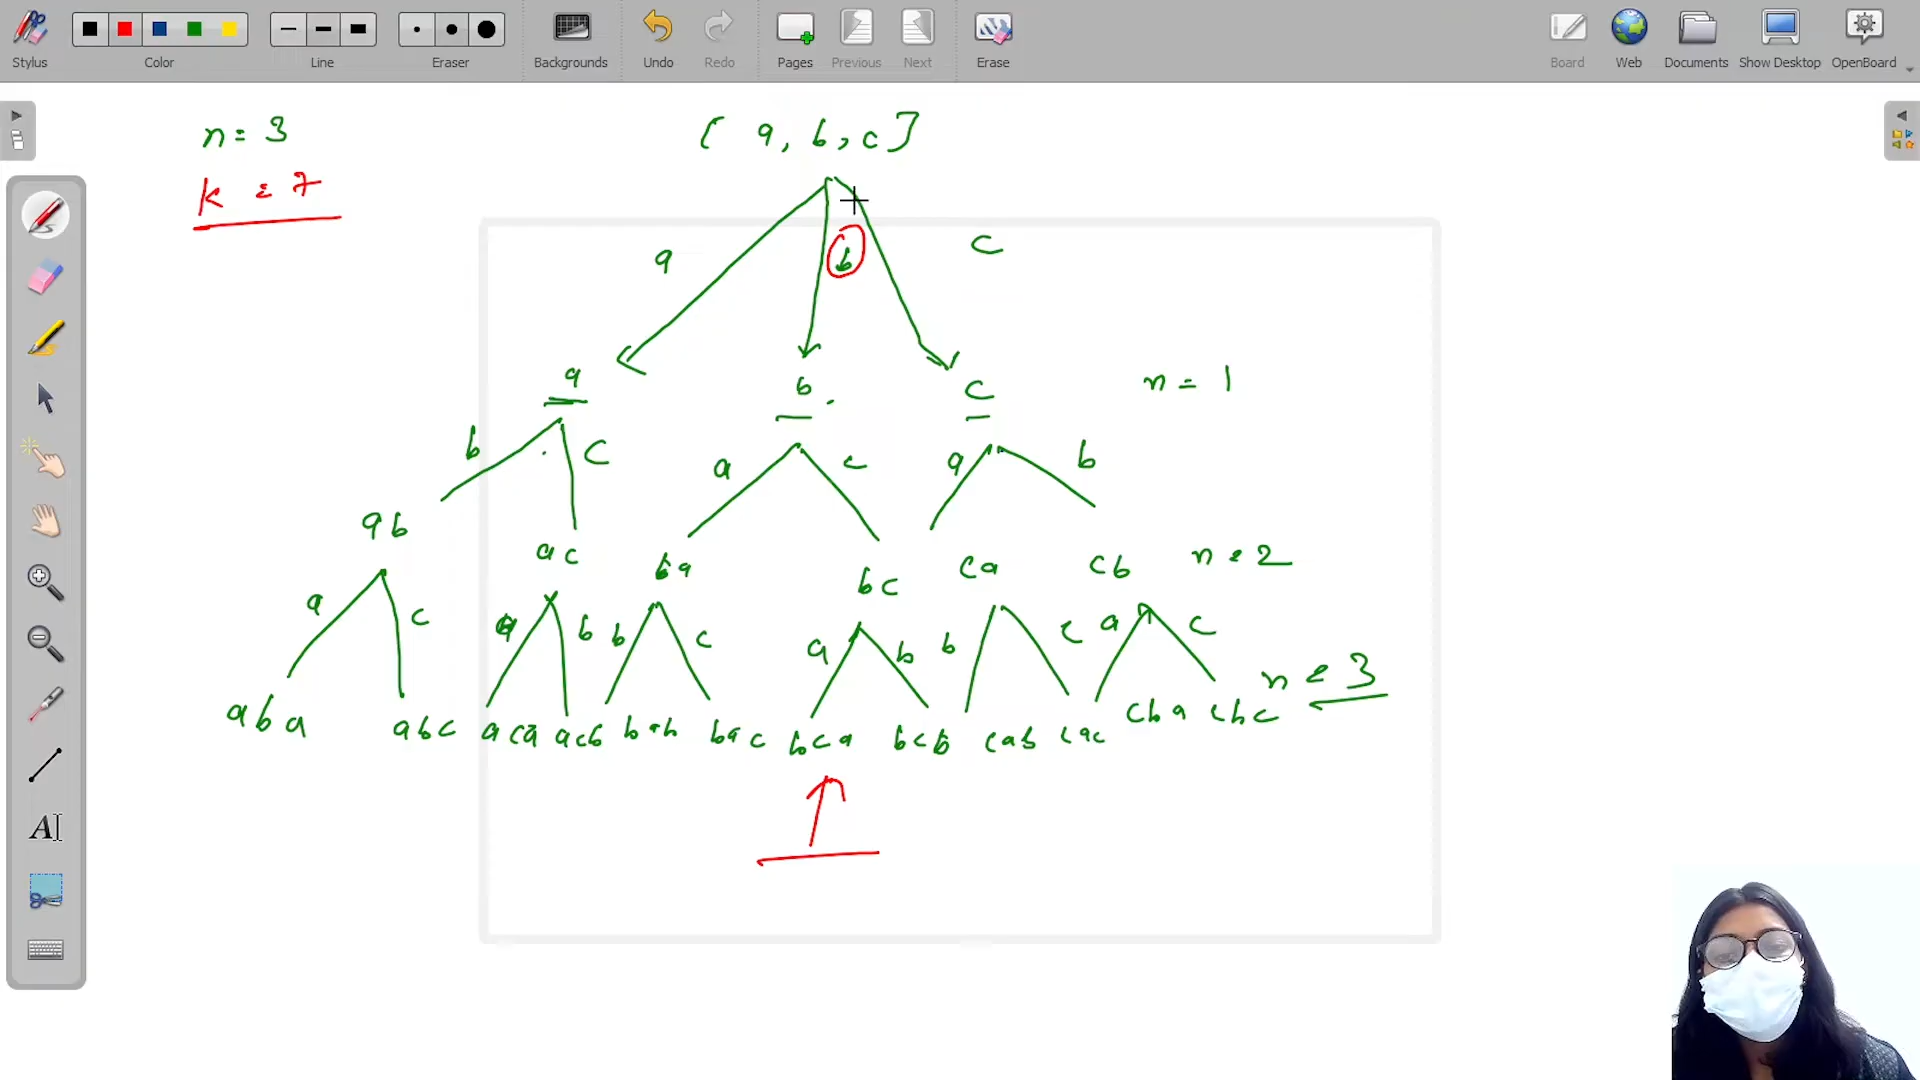 Stylus Color Line Eraser Backgrounds Undo Redo Pages Previous Next Erase Board Web Documents Show Desktop OpenBoard
n = 3
[ a, b, c ]
k = 7
a b c
a b c n = 1
b c a c a b
ab ac ba bc ca cb n = 2
a c a b b c a b b c a c
aba abc aca acb bab bac bca bcb cab cac cba cbc n = 3